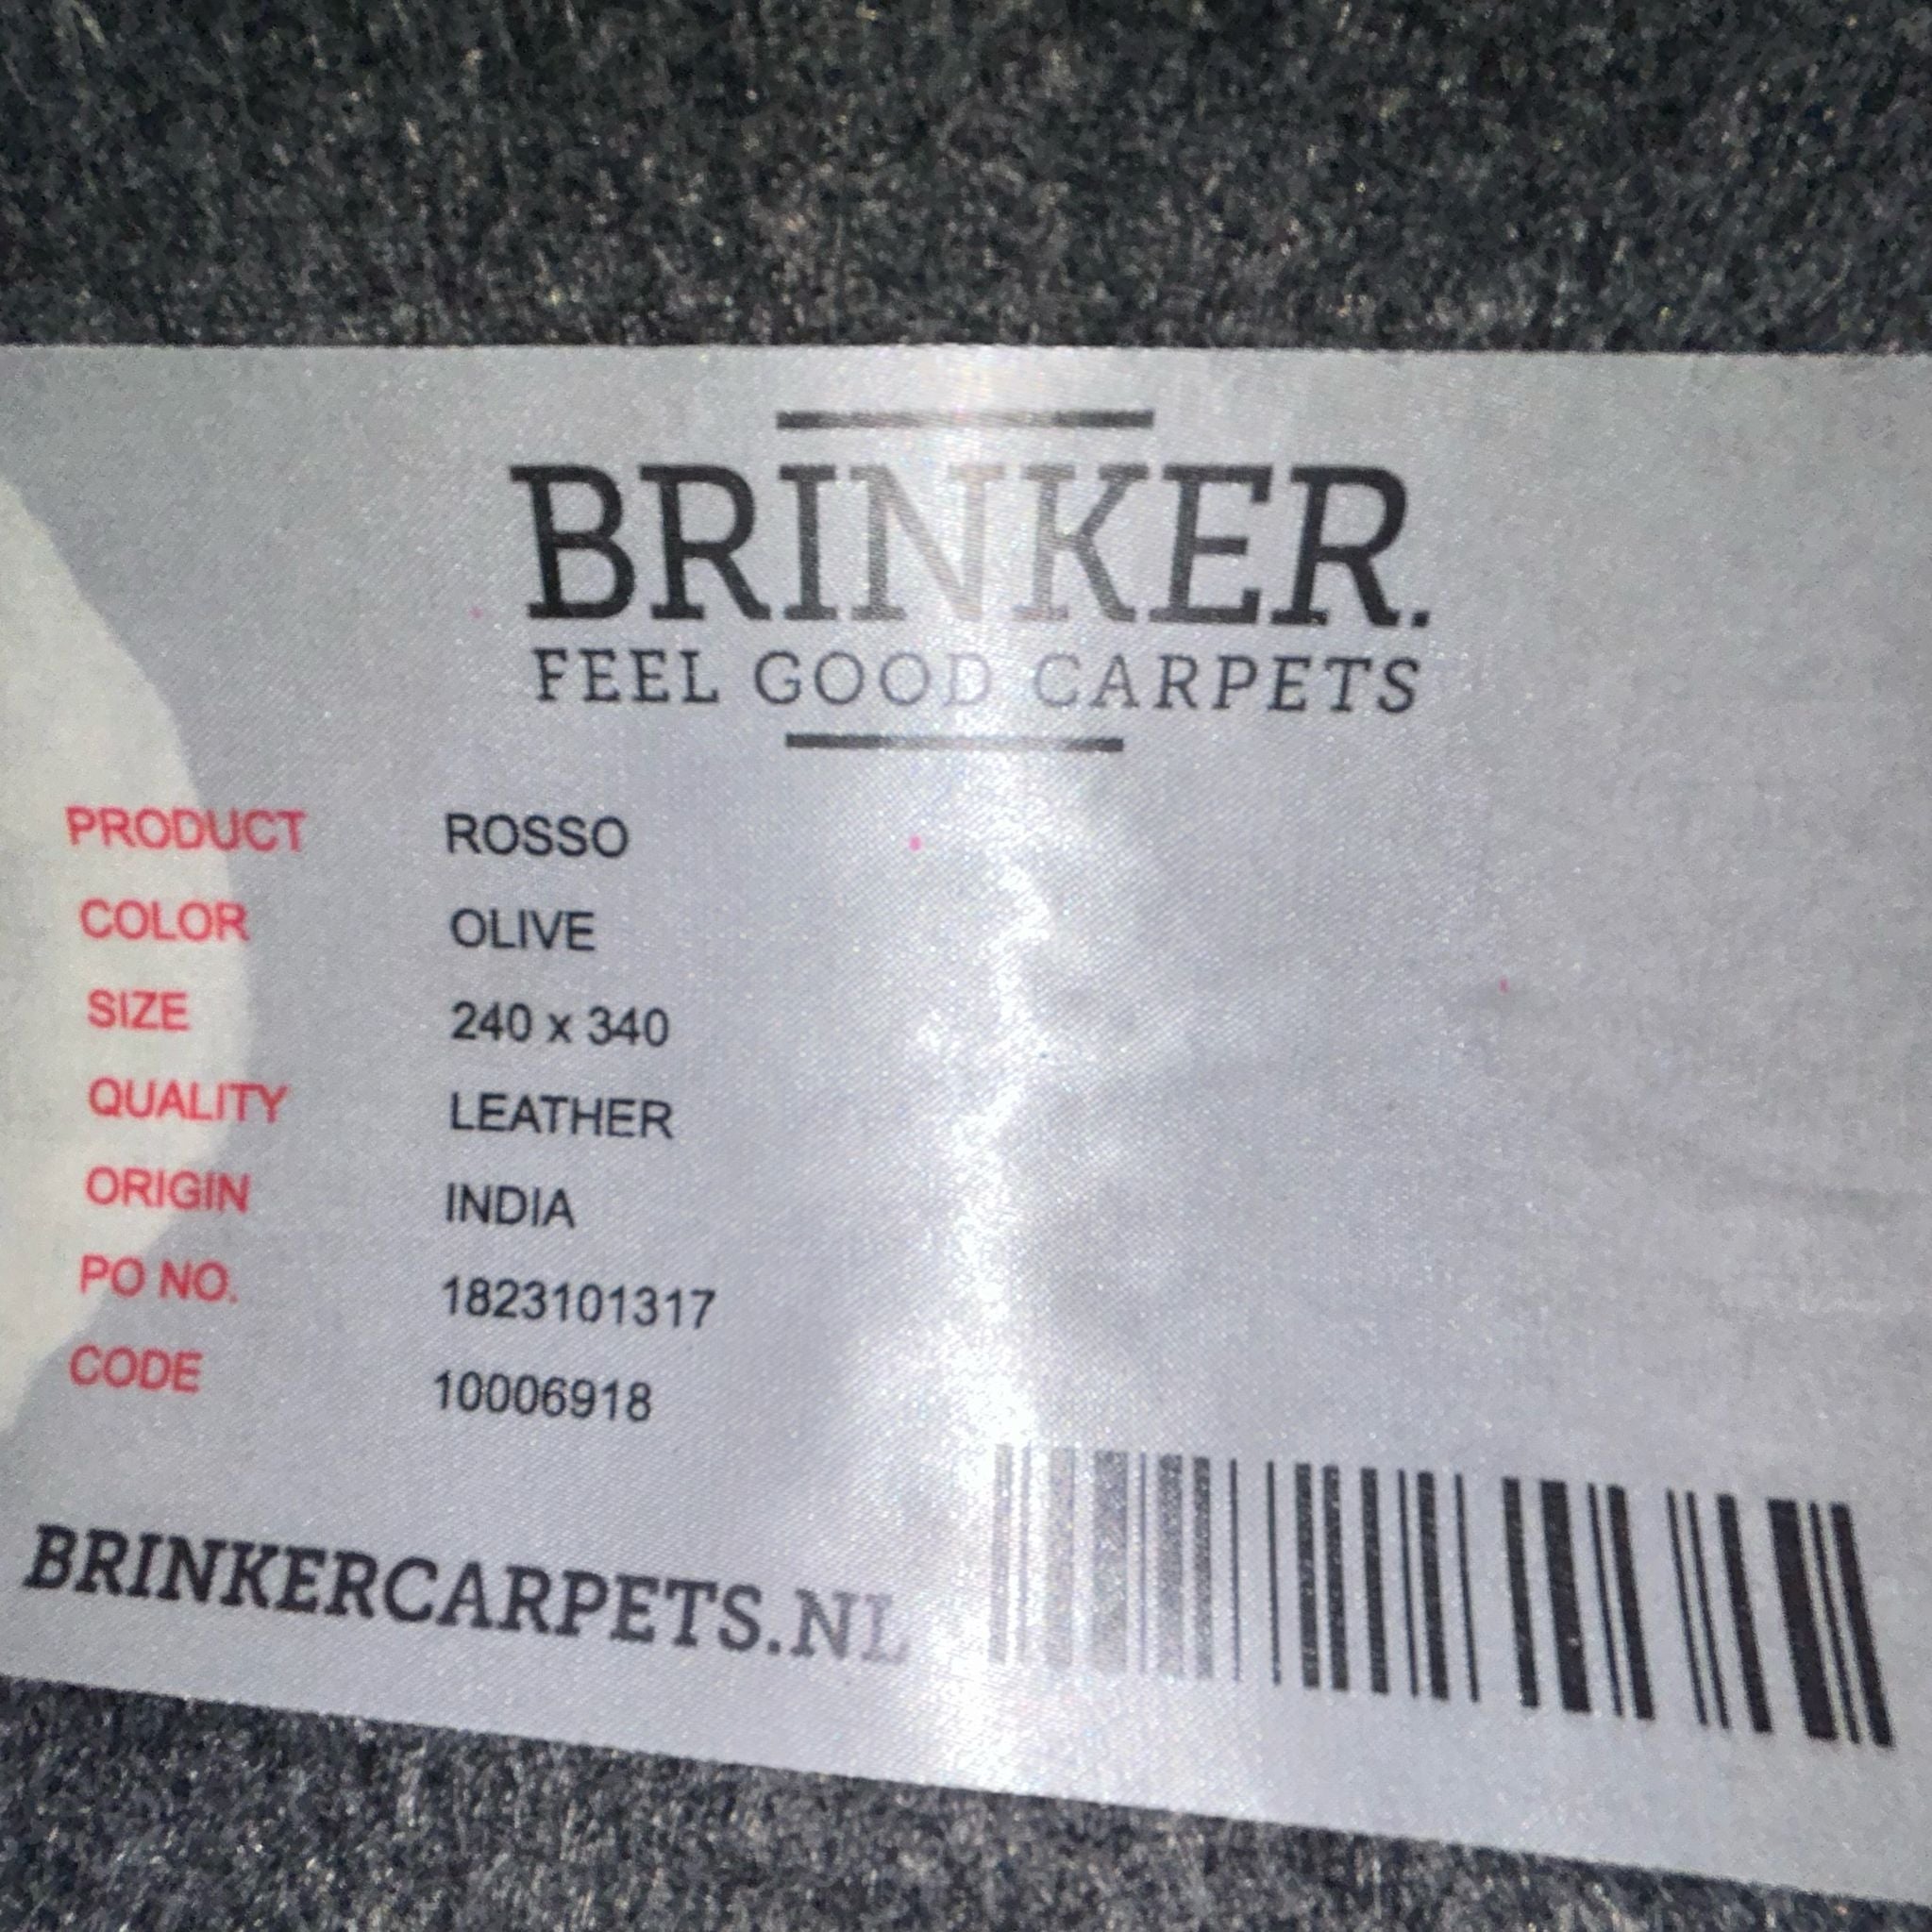 BRINKER.
FEEL GOOD CARPETS
PRODUCT ROSSO
COLOR OLIVE
SIZE 240 x 340
QUALITY LEATHER
ORIGIN INDIA
PO NO. 1823101317
CODE 10006918
BRINKERCARPETS.NL